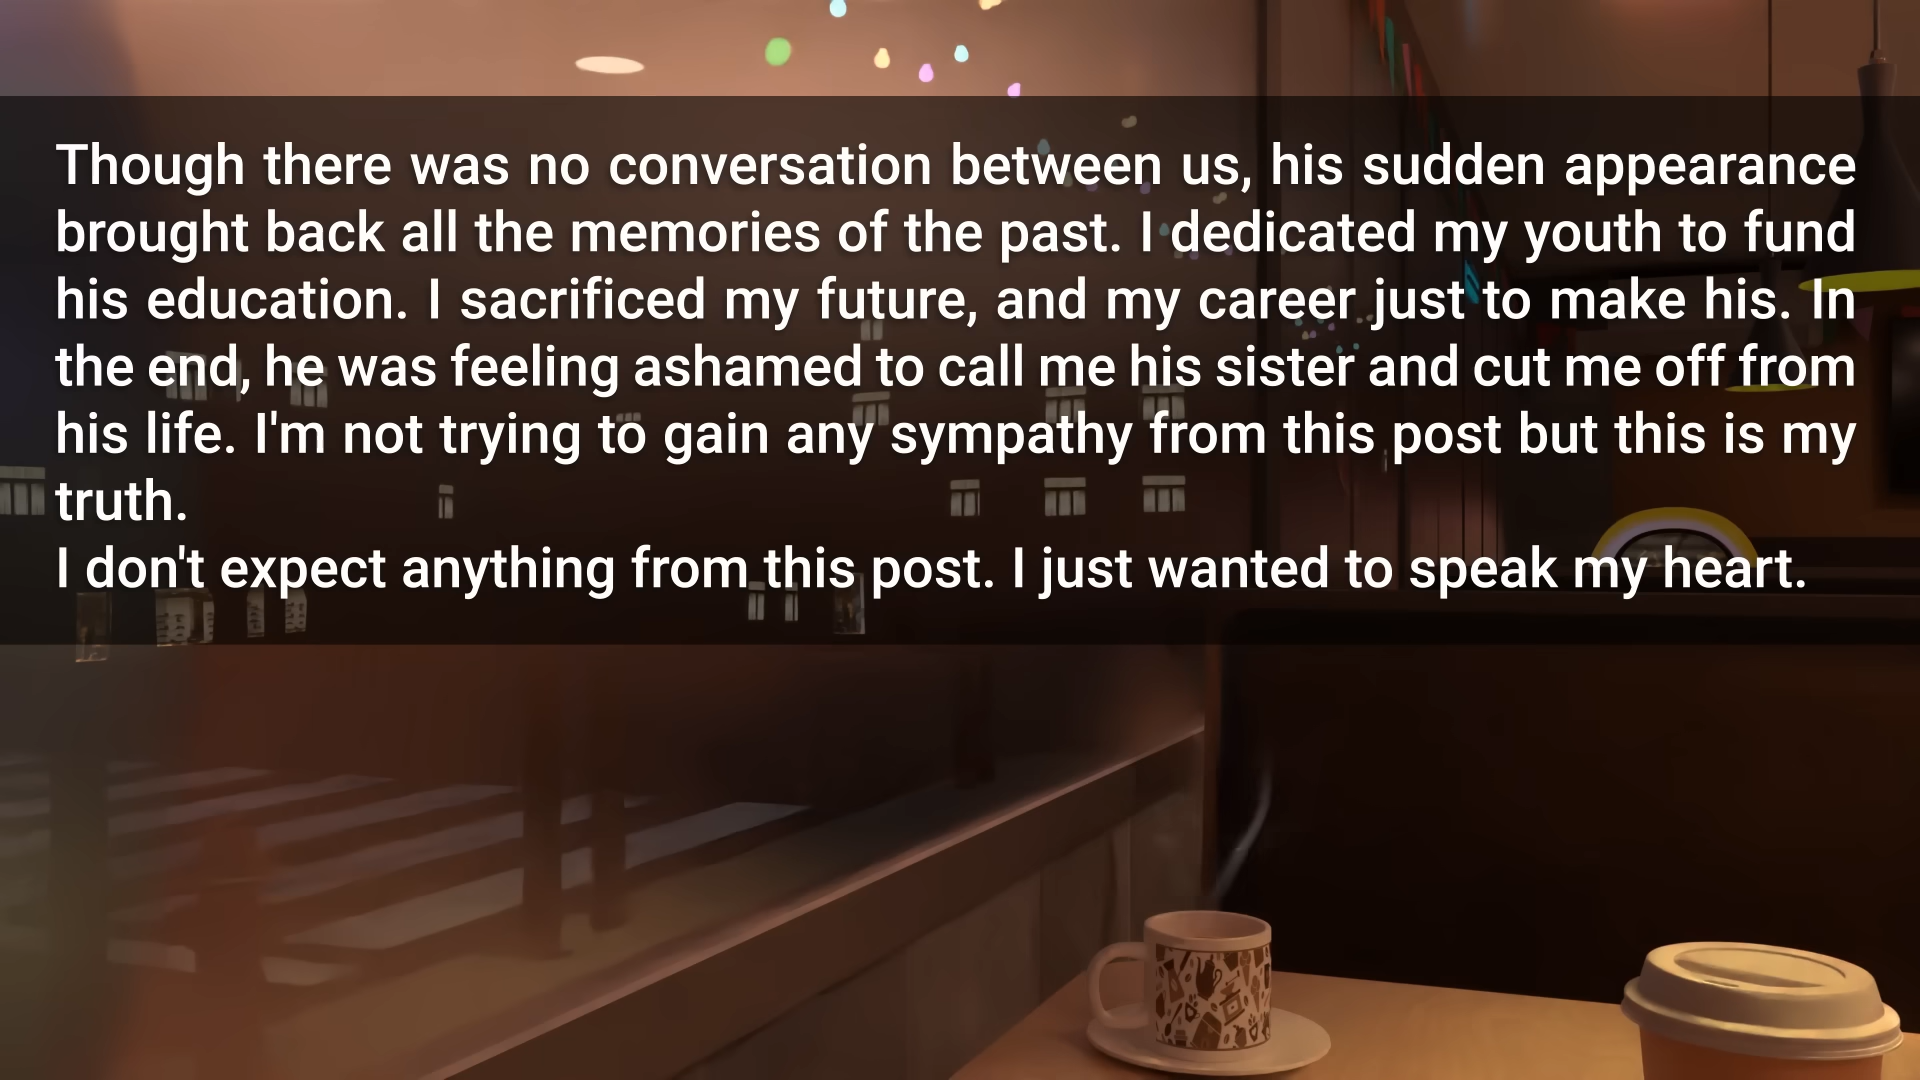 Though there was no conversation between us, his sudden appearance
brought back all the memories of the past. I dedicated my youth to fund
his education. I sacrificed my future, and my career just to make his. In
the end, he was feeling ashamed to call me his sister and cut me off from
his life. I'm not trying to gain any sympathy from this post but this is my
truth.
I don't expect anything from this post. I just wanted to speak my heart.